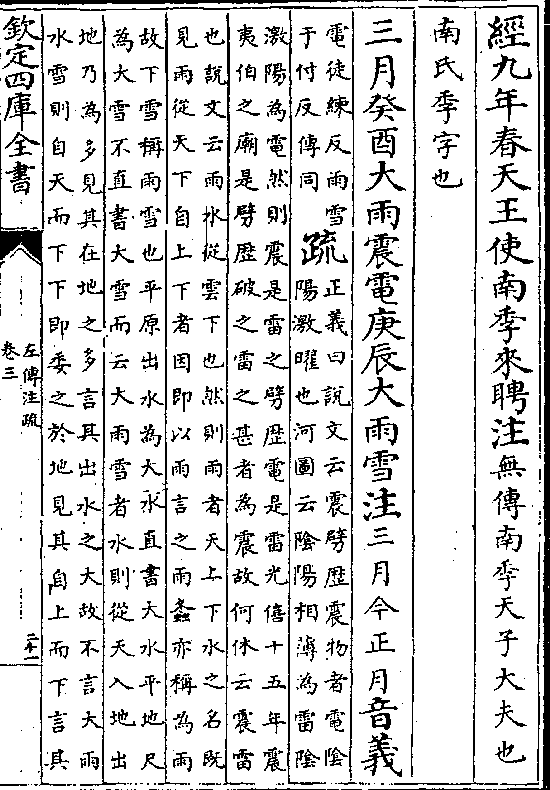 經九年春天王使南季來聘注無傳南季天子大夫也
南氏季字也
三月癸酉大雨震電庚辰大雨雪注三月今正月音義
電徒練反雨雪
于付反傳同
疏
正義曰說文云震劈歴震物者電陰
陽激曜也河圖云陰陽相薄為雷陰
激陽為電然則震是雷之劈歴電是雷光僖十五年震
夷伯之廟是劈歴破之雷之甚者為震故何休云震雷
也說文云雨水從雲下也然則雨者天上下水之名既
見雨從天下自上下者因即以雨言之雨螽亦稱為雨
故下雪稱雨雪也平原出水為大水直書大水平地尺
為大雪不直書大雪而云大雨雪者水則從天入地出
地乃為多見其在地之多言其出水之大故不言大雨
水雪則自天而下下即委之於地見其自上而下言其
欽定四庫全書
左傳注疏
卷三
二十一